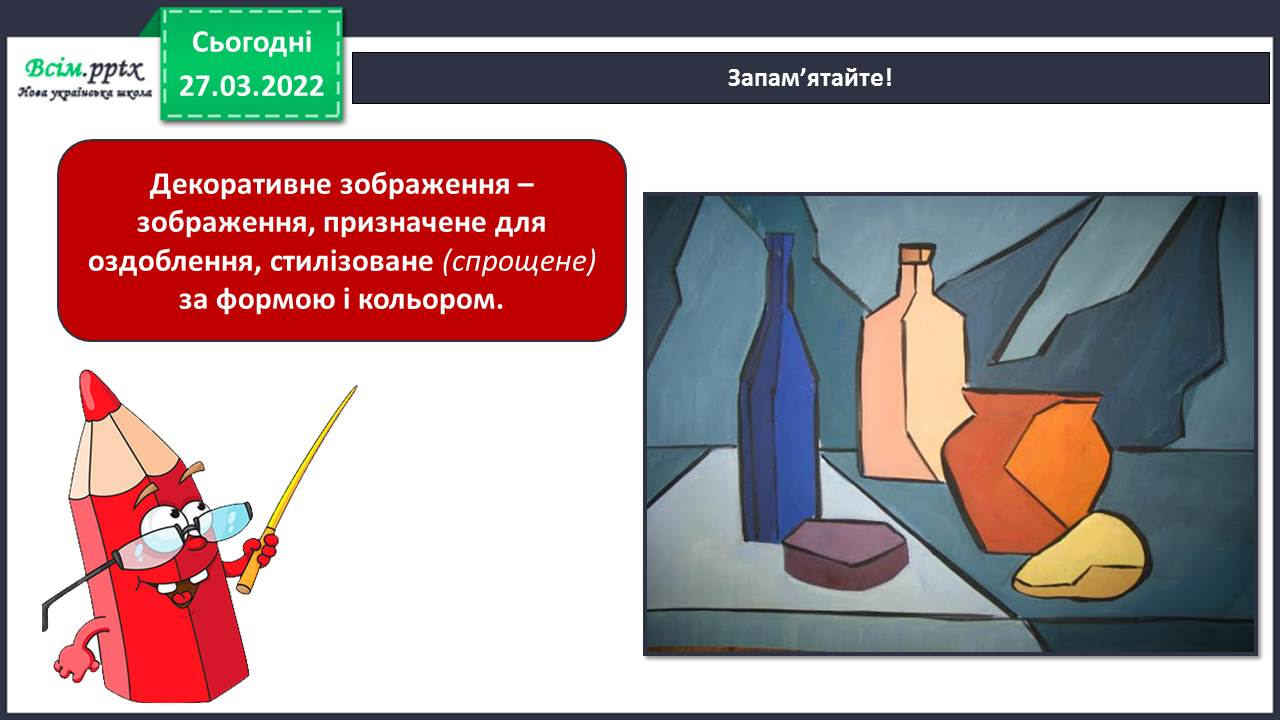 Всім.pptx
Нова українська школа
Сьогодні
27.03.2022
Запам’ятайте!
Декоративне зображення –
зображення, призначене для
оздоблення, стилізоване (спрощене)
за формою і кольором.